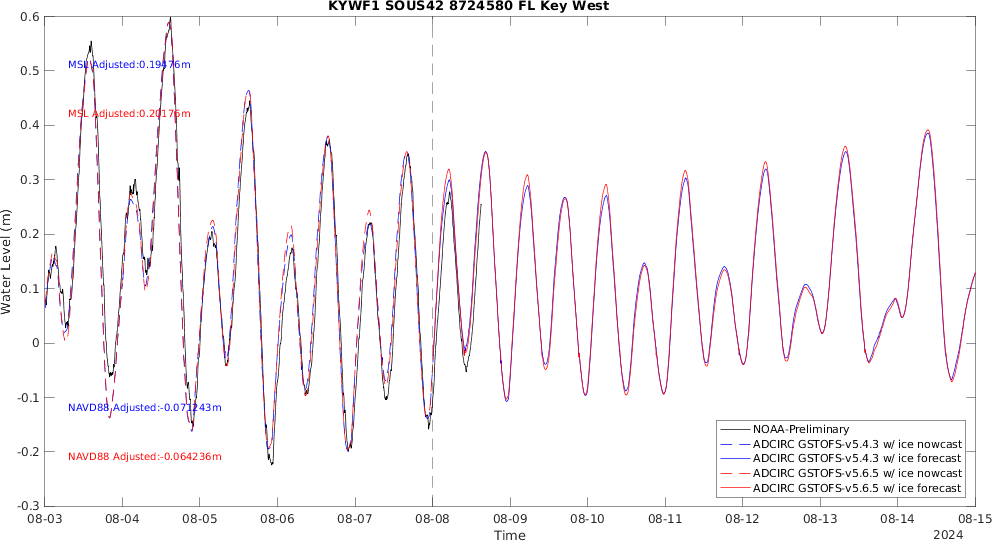 KYWF1 SOUS42 8724580 FL Key West
0.6
0.5
0.4
0.3
0.2
0.1
0
-0.1
-0.2
-0.3
Water Level (m)
MSL Adjusted:0.19476m
MSL Adjusted:0.20176m
NAVD88 Adjusted:-0.071243m
NAVD88 Adjusted:-0.064236m
NOAA-Preliminary
ADCIRC GSTOFS-v5.4.3 w/ ice nowcast
ADCIRC GSTOFS-v5.4.3 w/ ice forecast
ADCIRC GSTOFS-v5.6.5 w/ ice nowcast
ADCIRC GSTOFS-v5.6.5 w/ ice forecast
08-03 08-04 08-05 08-06 08-07 08-08 08-09 08-10 08-11 08-12 08-13 08-14 08-15
Time
2024